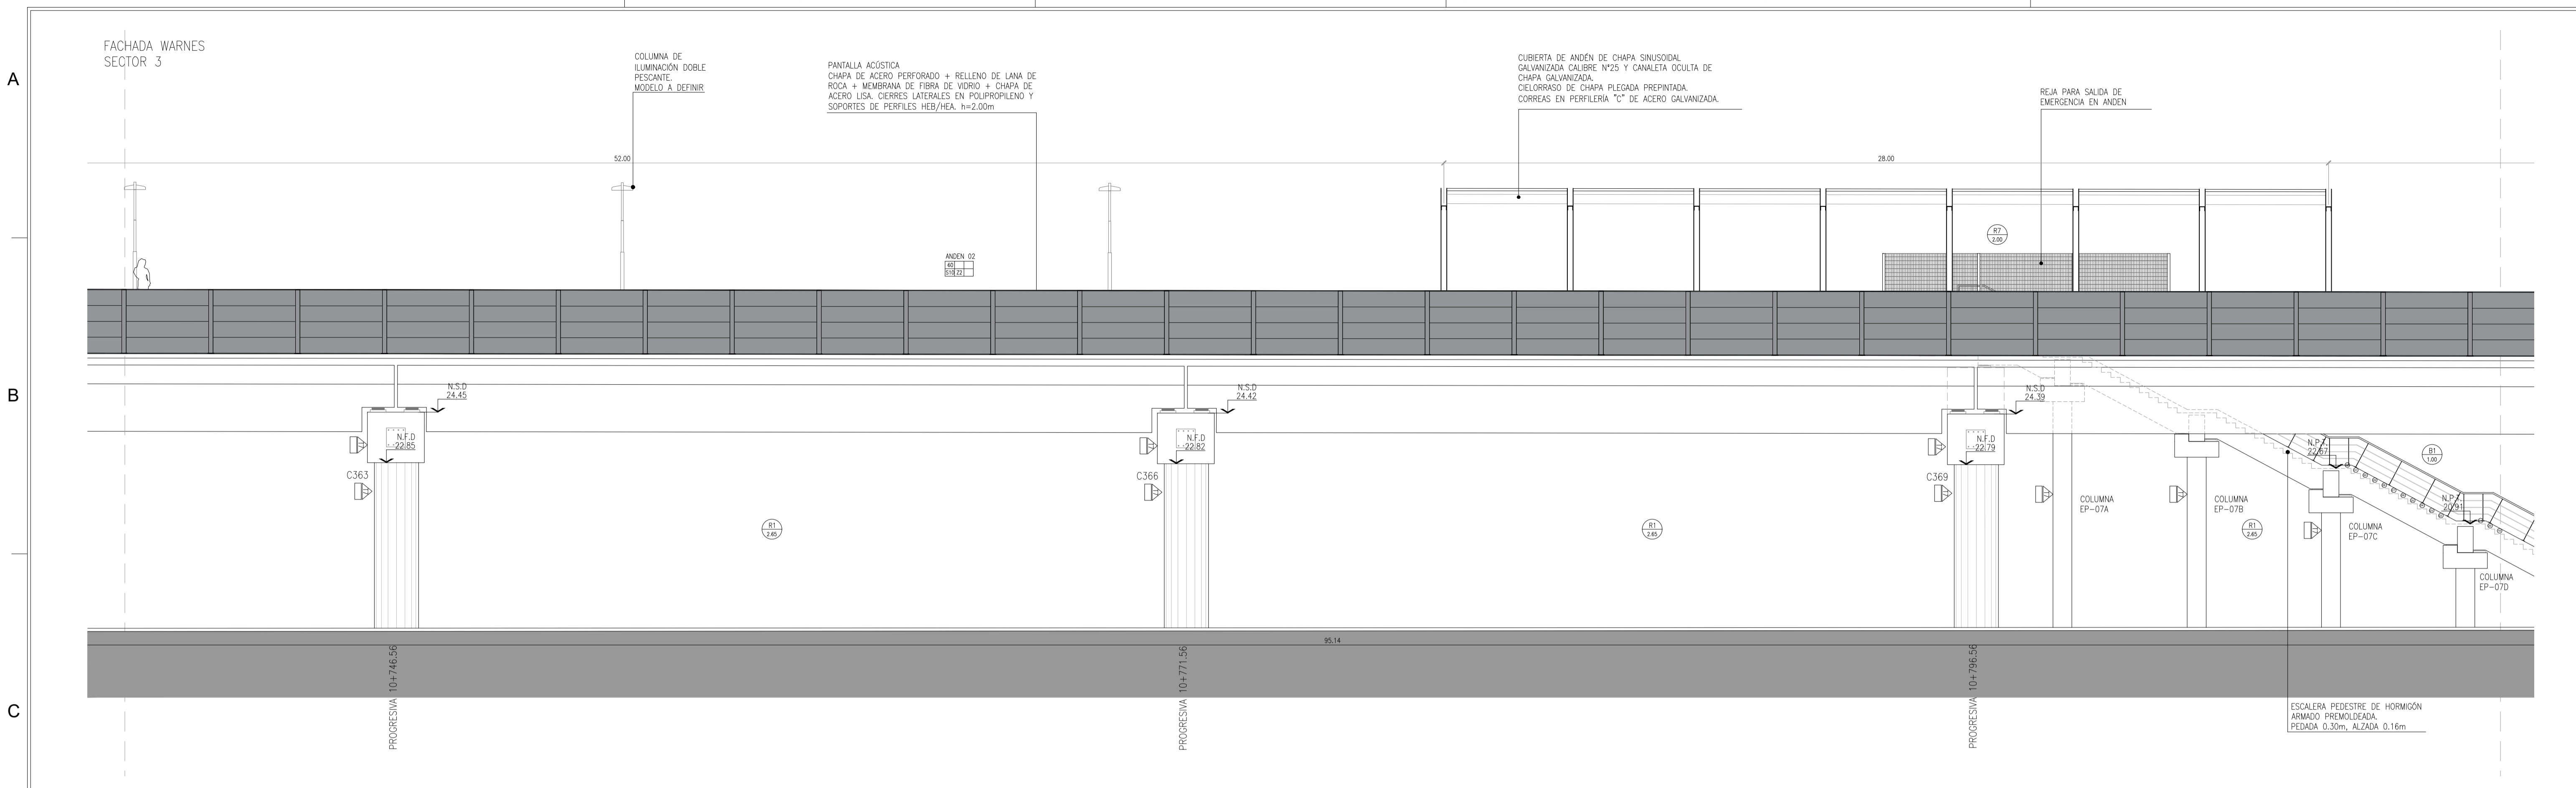 FACHADA WARNES
SECTOR 3
COLUMNA DE
ILUMINACIÓN DOBLE
PESCANTE.
MODELO A DEFINIR
PANTALLA ACÚSTICA
CHAPA DE ACERO PERFORADO + RELLENO DE LANA DE
ROCA + MEMBRANA DE FIBRA DE VIDRIO + CHAPA DE
ACERO LISA. CIERRES LATERALES EN POLIPROPILENO Y
SOPORTES DE PERFILES HEB/HEA. h=2.00m
CUBIERTA DE ANDÉN DE CHAPA SINUSOIDAL
GALVANIZADA CALIBRE N°25 Y CANALETA OCULTA DE
CHAPA GALVANIZADA.
CIELORRASO DE CHAPA PLEGADA PREPINTADA.
CORREAS EN PERFILERÍA "C" DE ACERO GALVANIZADA.
REJA PARA SALIDA DE
EMERGENCIA EN ANDEN
A
52.00
28.00
R7
2.00
ANDEN 02
60
S10 Z2
B
N.S.D
24.45
N.S.D
24.42
N.S.D
24.39
N.F.D
22.85
N.F.D
22.82
N.F.D
22.79
N.P.T.
22.67
B1
1.00
C363
C366
C369
N.P.T.
20.91
COLUMNA
EP-07A
COLUMNA
EP-07B
COLUMNA
EP-07C
COLUMNA
EP-07D
R1
2.65
R1
2.65
R1
2.65
95.14
PROGRESIVA 10+746.56
PROGRESIVA 10+771.56
PROGRESIVA 10+796.56
C
ESCALERA PEDESTRE DE HORMIGÓN
ARMADO PREMOLDEADA.
PEDADA 0.30m, ALZADA 0.16m